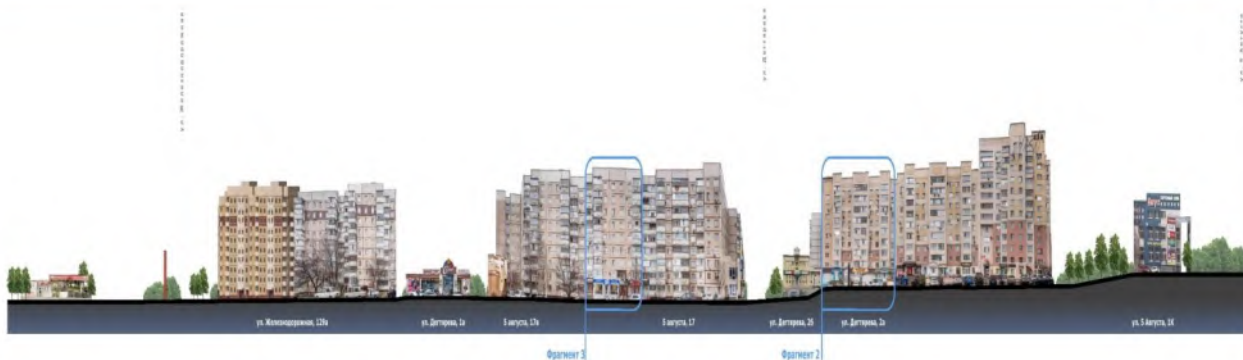 ул. Железнодорожная, 129а
ул. Дегтярева, 1а
5 августа, 17а
5 августа, 17
ул. Дегтярева, 2б
ул. Дегтярева, 2а
ул. 5 Августа, 1К
Фрагмент 3
Фрагмент 2